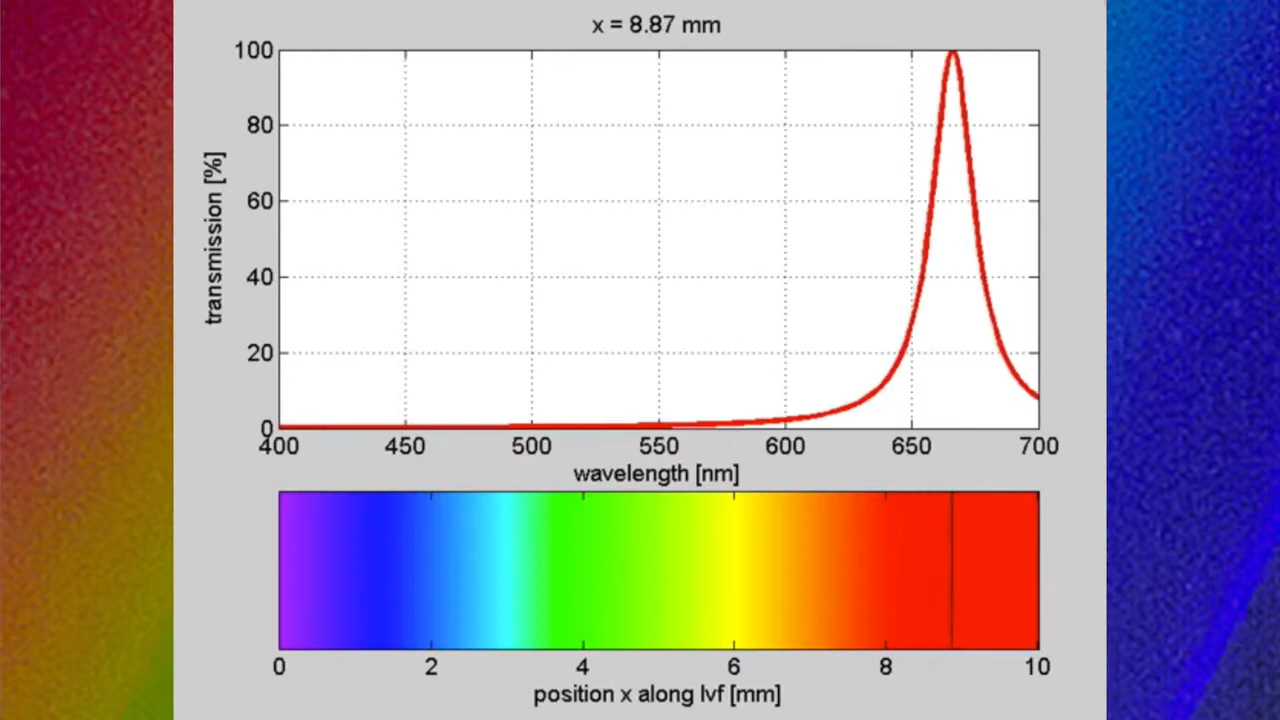 x = 8.87 mm
100
80
60
40
20
0
transmission [%]
400 450 500 550 600 650 700
wavelength [nm]
0 2 4 6 8 10
position x along lvf [mm]